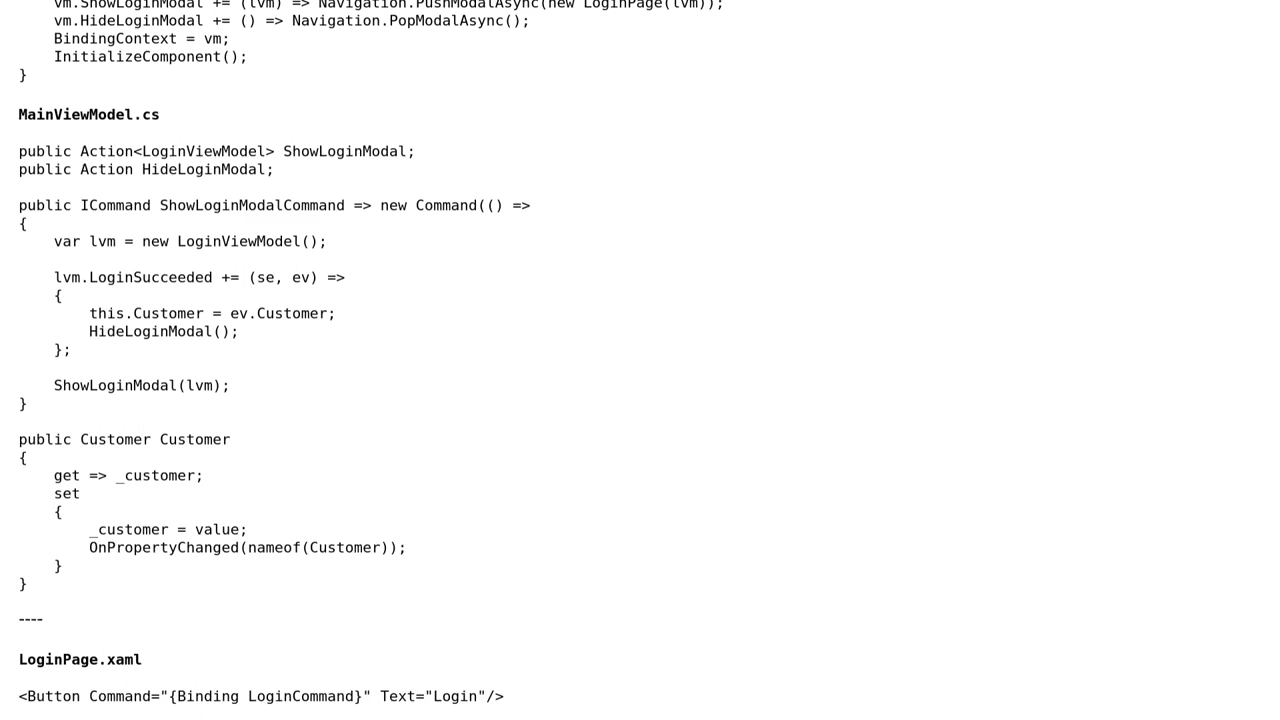 vm.ShowLoginModal += (lvm) => Navigation.PushModalAsync(new LoginPage(lvm));
    vm.HideLoginModal += () => Navigation.PopModalAsync();
    BindingContext = vm;
    InitializeComponent();
}
MainViewModel.cs
public Action<LoginViewModel> ShowLoginModal;
public Action HideLoginModal;
public ICommand ShowLoginModalCommand => new Command(() =>
{
    var lvm = new LoginViewModel();
    lvm.LoginSucceeded += (se, ev) =>
    {
        this.Customer = ev.Customer;
        HideLoginModal();
    };
    ShowLoginModal(lvm);
}
public Customer Customer
{
    get => _customer;
    set
    {
        _customer = value;
        OnPropertyChanged(nameof(Customer));
    }
}
----
LoginPage.xaml
<Button Command="{Binding LoginCommand}" Text="Login"/>